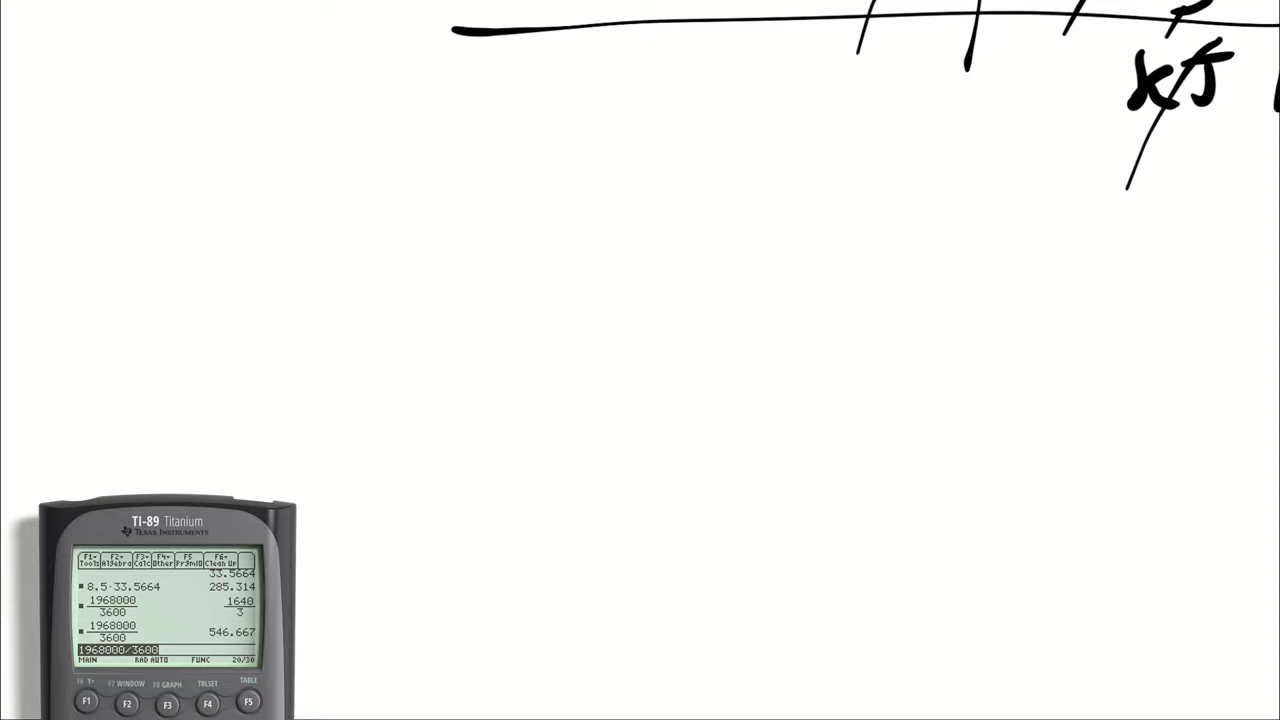 KJ
TI-89 Titanium
TEXAS INSTRUMENTS
F1 F2 F3 F4 F5 F6
Tools Algebra Calc Other PrgmIO Clean Up
33.5664
8.5·33.5664 285.314
1968000/3600 1640/3
1968000/3600 546.667
1968000/3600
MAIN RAD AUTO FUNC 20/30
F6 Y= F7 WINDOW F8 GRAPH TBLSET TABLE
F1 F2 F3 F4 F5